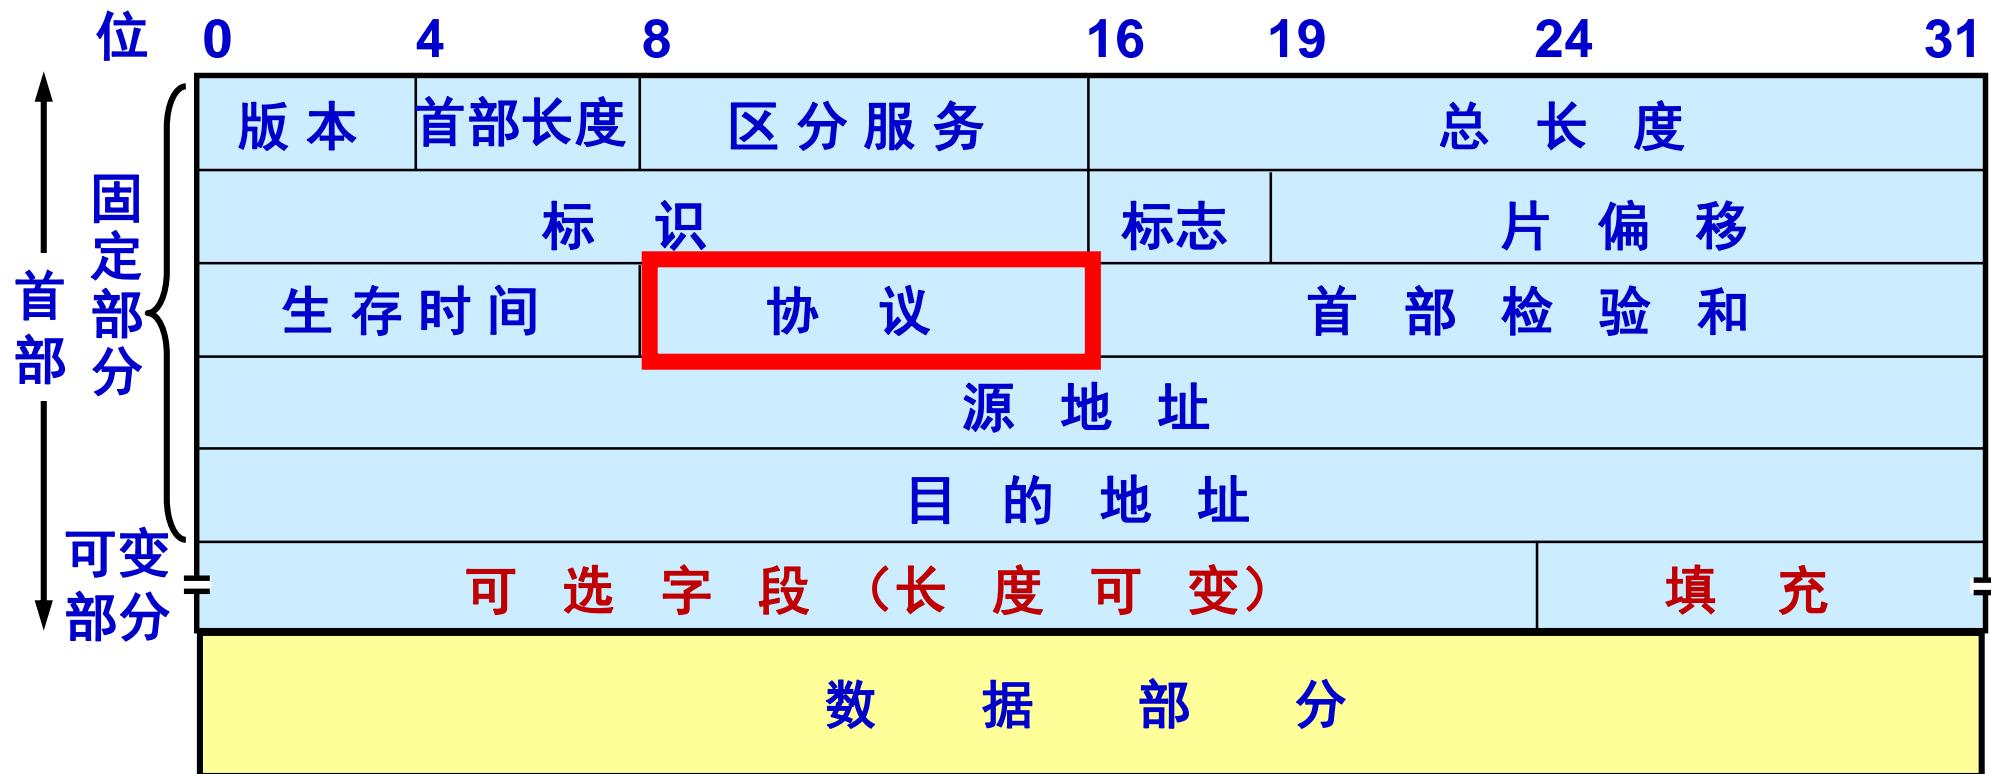 位 0 4 8 16 19 24 31
版本 首部长度 区分服务 总长度
标识 标志 片偏移
生存时间 协议 首部检验和
源地址
目的地址
可选字段（长度可变） 填充
数据部分
首部
固定部分
可变
部分